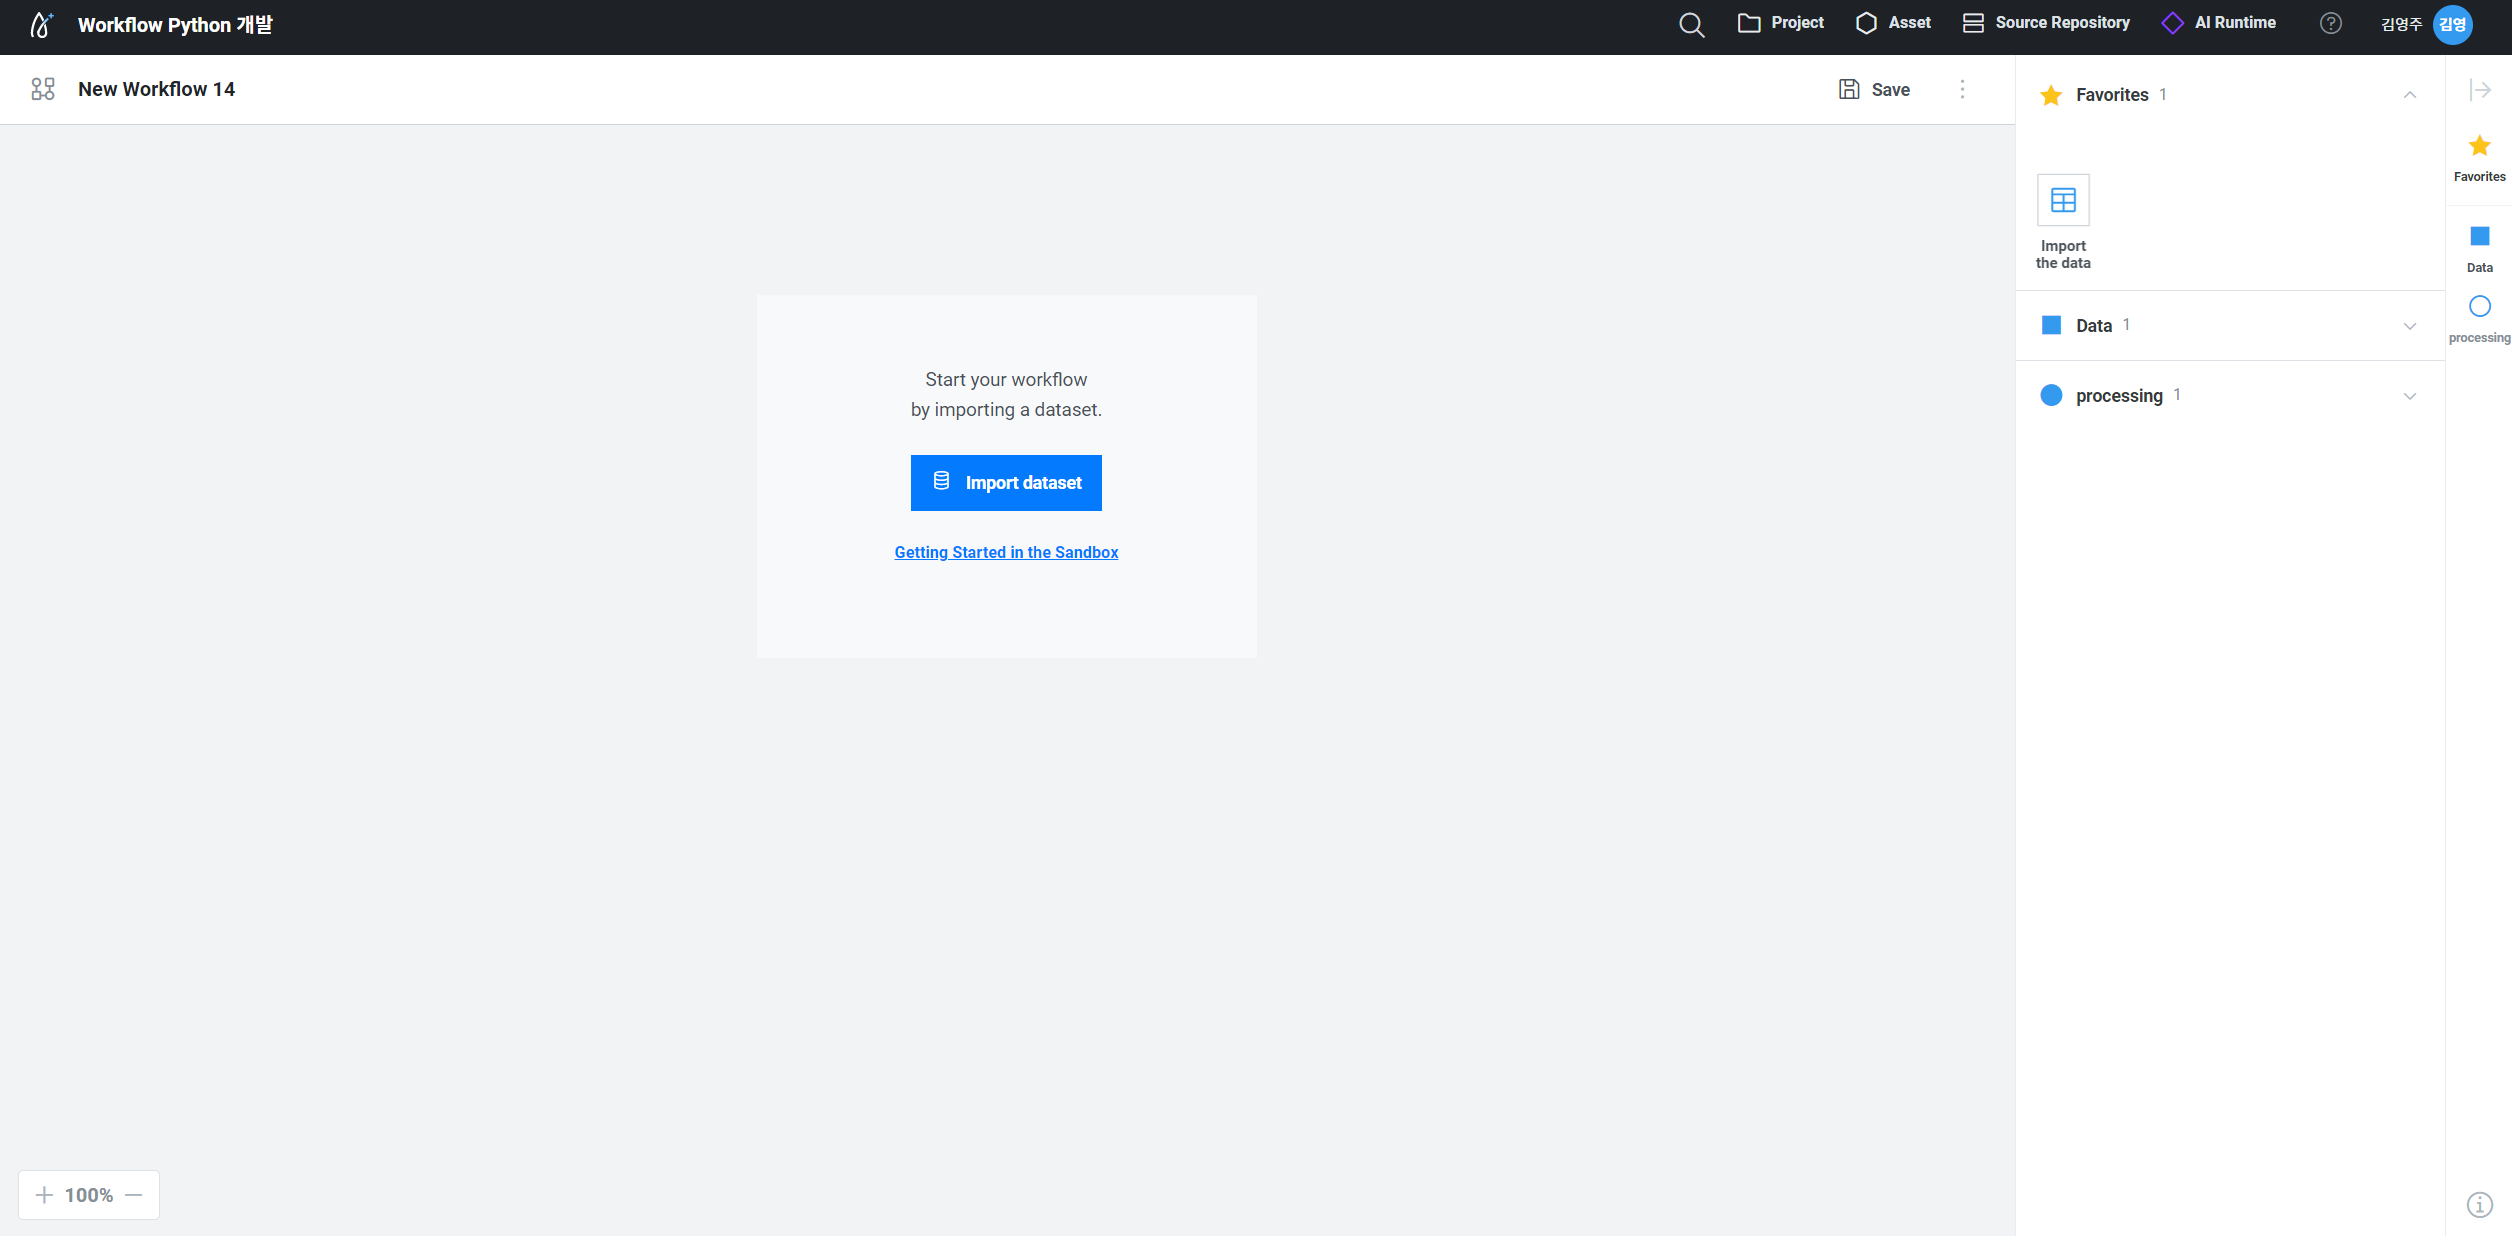 Workflow Python 개발
Project
Asset
Source Repository
AI Runtime
김영주
김영
New Workflow 14
Save
Start your workflow
by importing a dataset.
Import dataset
Getting Started in the Sandbox
100%
Favorites 1
Import
the data
Data 1
processing 1
Favorites
Data
processing